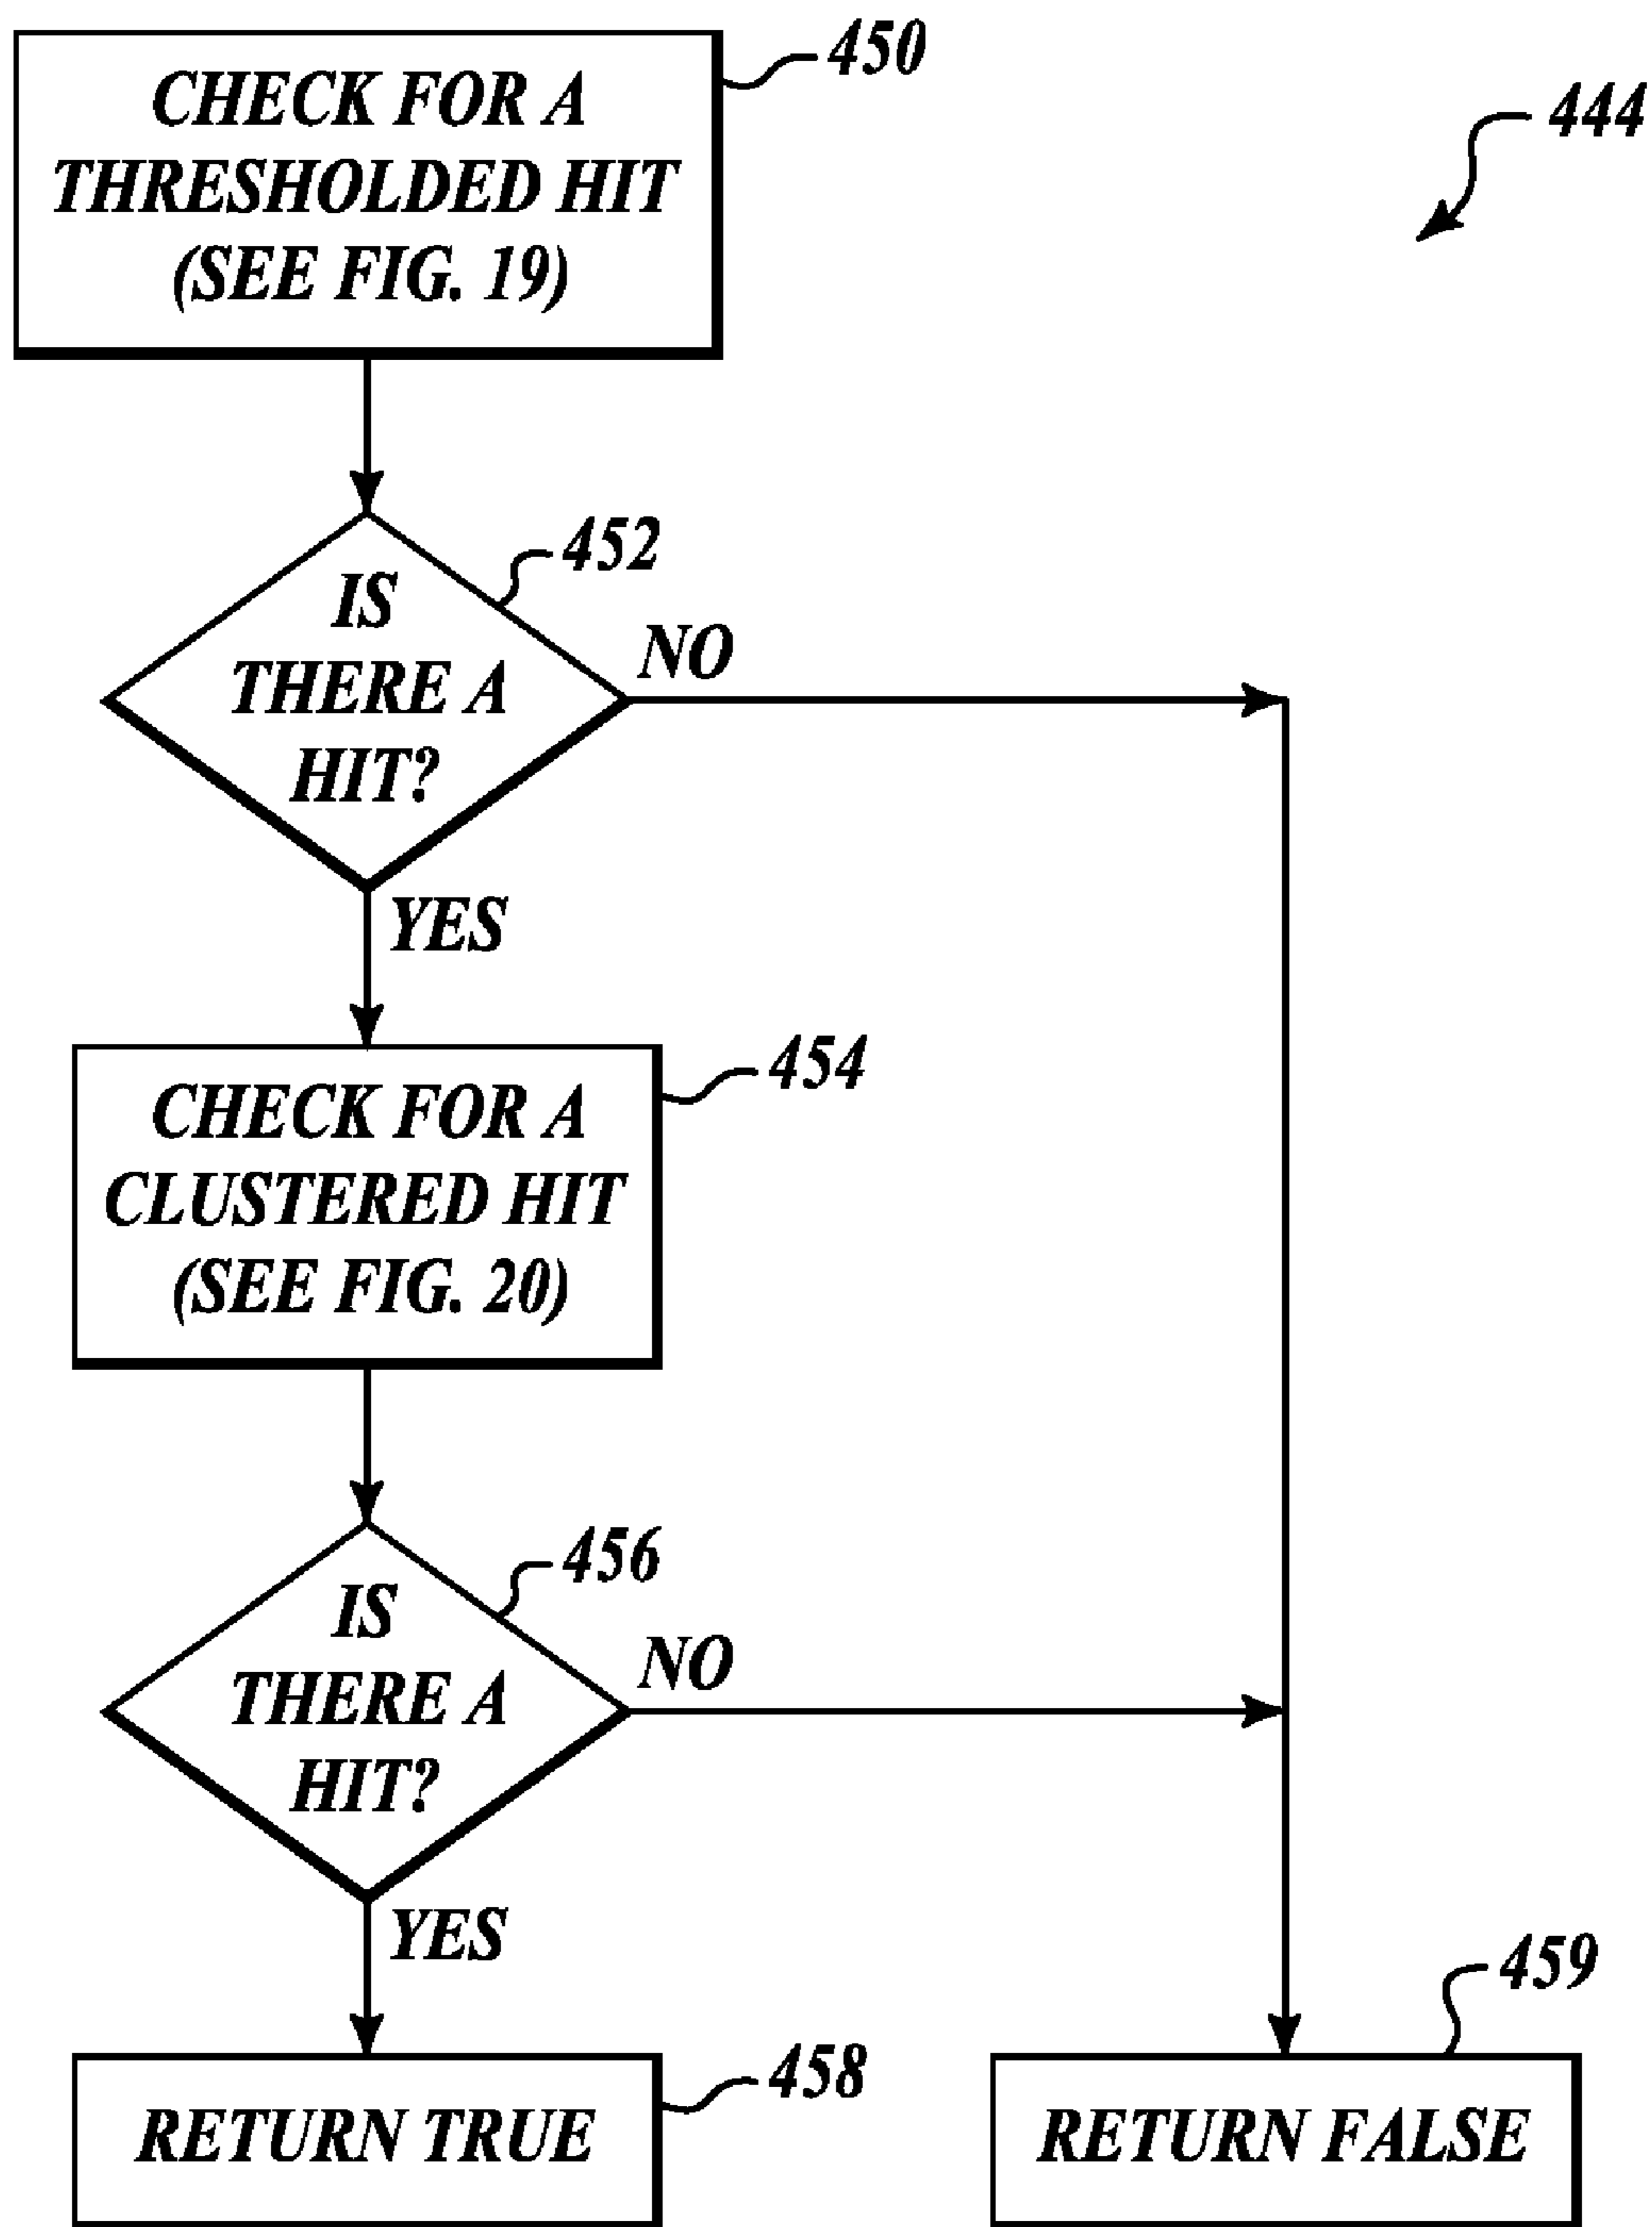 450
CHECK FOR A
THRESHOLDED HIT
(SEE FIG. 19)
444
452
IS
THERE A
HIT?
NO
YES
454
CHECK FOR A
CLUSTERED HIT
(SEE FIG. 20)
456
IS
THERE A
HIT?
NO
YES
459
458
RETURN TRUE
RETURN FALSE